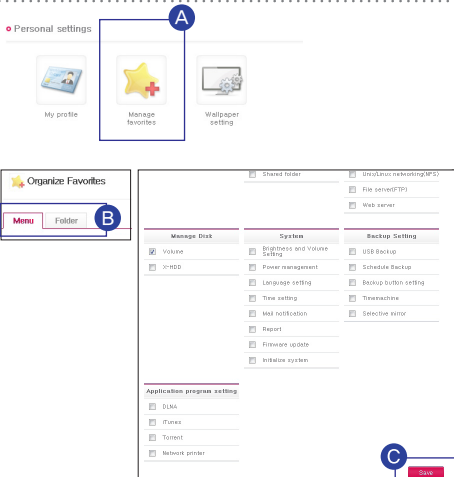 A
Personal settings
My profile
Manage
favorites
Wallpaper
setting
Organize Favorites
Menu
Folder
B
Shared folder
Unix/Linux networking(NFS)
File server(FTP)
Web server
Manage Disk
Volume
X-HDD
System
Brightness and Volume
Setting
Power management
Language setting
Time setting
Mail notification
Report
Firmware update
Initialize system
Backup Setting
USB Backup
Schedule Backup
Backup button setting
Timemachine
Selective mirror
Application program setting
DLNA
iTunes
Torrent
Network printer
C
Save